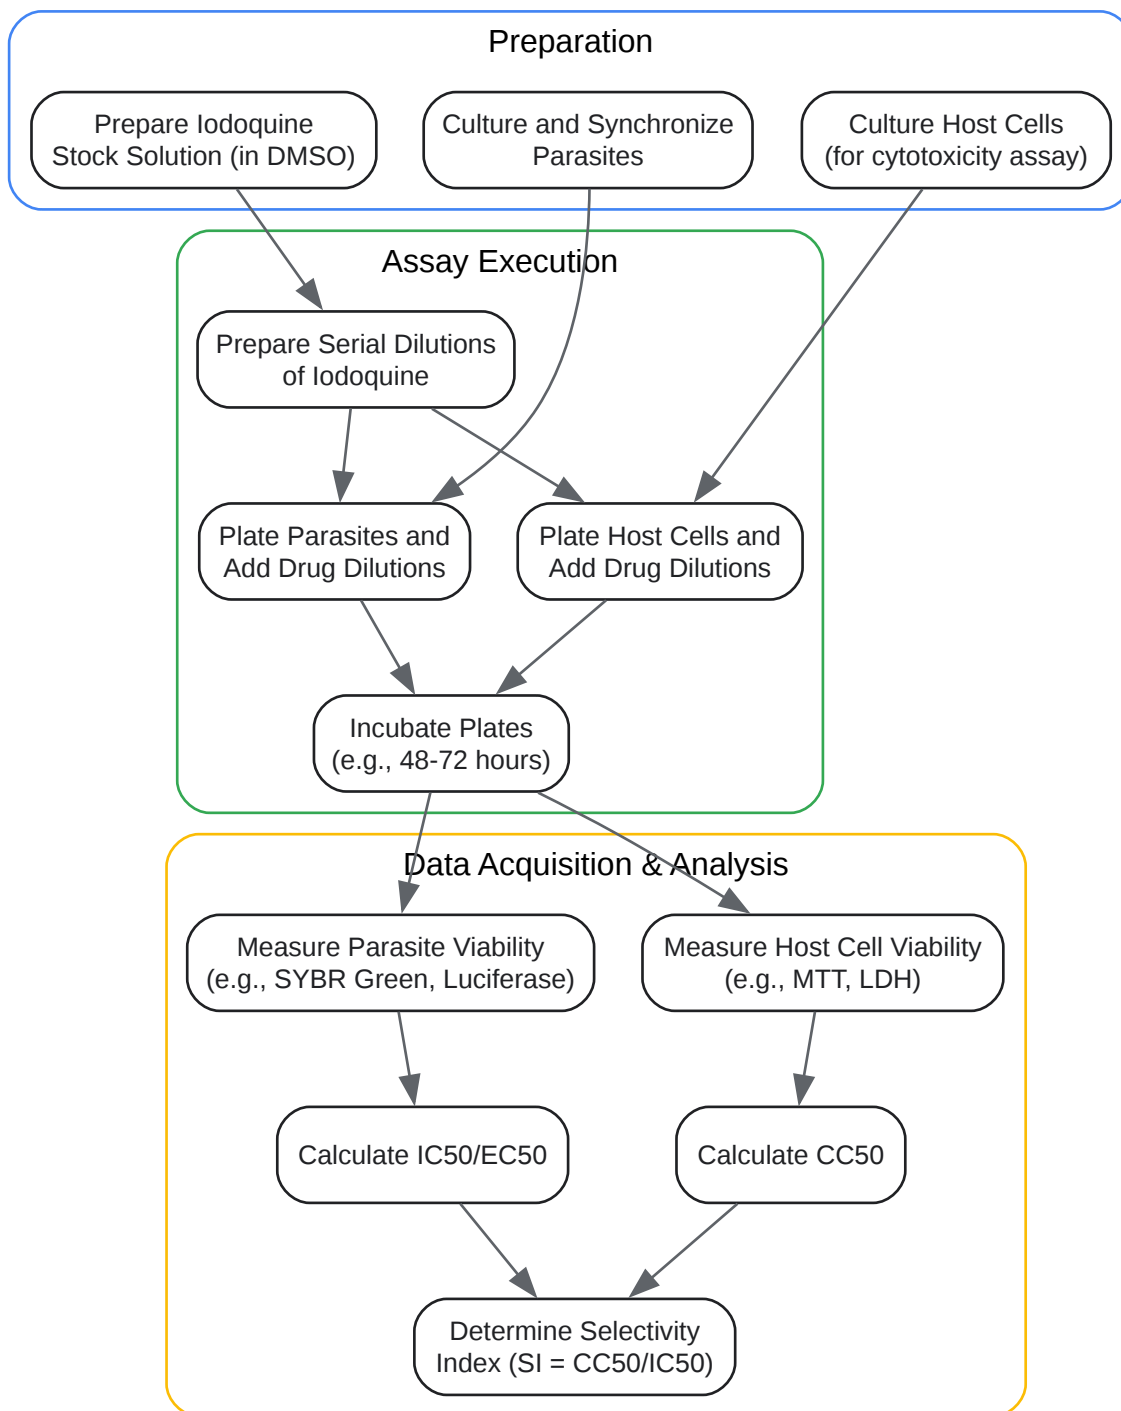 Preparation
Prepare Iodoquine
Stock Solution (in DMSO)
Culture and Synchronize
Parasites
Culture Host Cells
(for cytotoxicity assay)
Assay Execution
Prepare Serial Dilutions
of Iodoquine
Plate Parasites and
Add Drug Dilutions
Plate Host Cells and
Add Drug Dilutions
Incubate Plates
(e.g., 48-72 hours)
Data Acquisition & Analysis
Measure Parasite Viability
(e.g., SYBR Green, Luciferase)
Measure Host Cell Viability
(e.g., MTT, LDH)
Calculate IC50/EC50
Calculate CC50
Determine Selectivity
Index (SI = CC50/IC50)